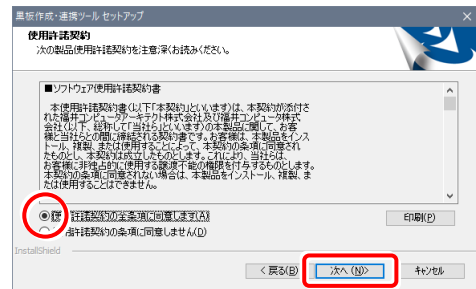 黒板作成・連携ツール セットアップ
使用許諾契約
次の製品使用許諾契約を注意深くお読みください。
■ソフトウェア使用許諾契約書
本使用許諾契約書(以下「本契約」といいます)は、本契約が添付さ
れた福井コンピュータアーキテクト株式会社及び福井コンピュータ株式
会社(以下、総称して「当社ら」といいます)の本製品に関して、お客
様と当社らとの間に締結される契約書です。お客様は、本製品をインス
トール、複製、または使用することによって、本契約の条項に同意され
たものとし、本契約は成立したものとします。これにより、当社らは、
お客様に非独占的に使用する譲渡不能の権限を付与するものとします。
本契約の条項に同意されない場合は、本製品をインストール、複製、ま
たは使用することはできません。
許諾契約の全条項に同意します(A)
許諾契約の条項に同意しません(D)
印刷(P)
InstallShield
< 戻る(B)
次へ (N)>
キャンセル